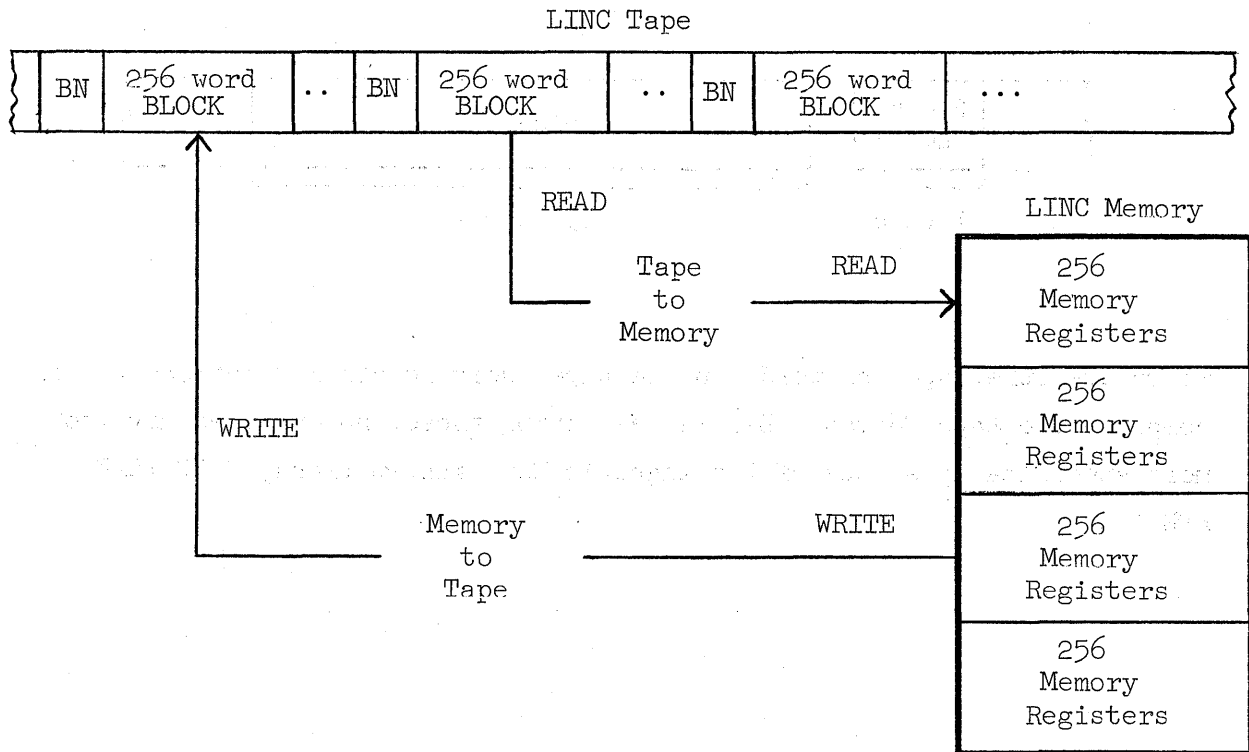 LINC Tape
BN 256 word BLOCK .. BN 256 word BLOCK .. BN 256 word BLOCK ...
READ
LINC Memory
Tape
to
Memory
READ
256
Memory
Registers
256
Memory
Registers
WRITE
Memory
to
Tape
WRITE
256
Memory
Registers
256
Memory
Registers